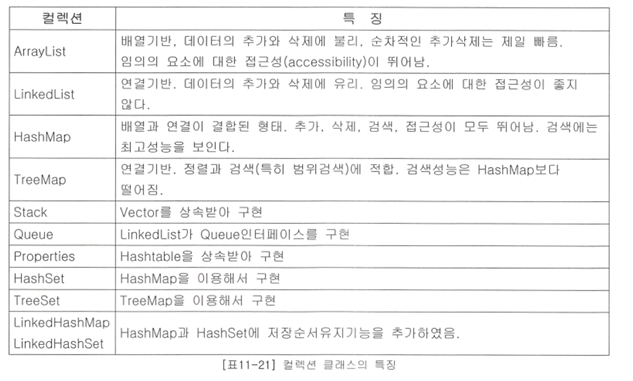 컬렉션 특 징
ArrayList
배열기반, 데이터의 추가와 삭제에 불리, 순차적인 추가삭제는 제일 빠름.
임의의 요소에 대한 접근성(accessibility)이 뛰어남.
LinkedList
연결기반. 데이터의 추가와 삭제에 유리. 임의의 요소에 대한 접근성이 좋지
않다.
HashMap
배열과 연결이 결합된 형태. 추가, 삭제, 검색, 접근성이 모두 뛰어남. 검색에는
최고성능을 보인다.
TreeMap
연결기반. 정렬과 검색(특히 범위검색)에 적합. 검색성능은 HashMap보다
떨어짐.
Stack Vector를 상속받아 구현
Queue LinkedList가 Queue인터페이스를 구현
Properties Hashtable을 상속받아 구현
HashSet HashMap을 이용해서 구현
TreeSet TreeMap을 이용해서 구현
LinkedHashMap
LinkedHashSet
HashMap과 HashSet에 저장순서유지기능을 추가하였음.
[표11-21] 컬렉션 클래스의 특징